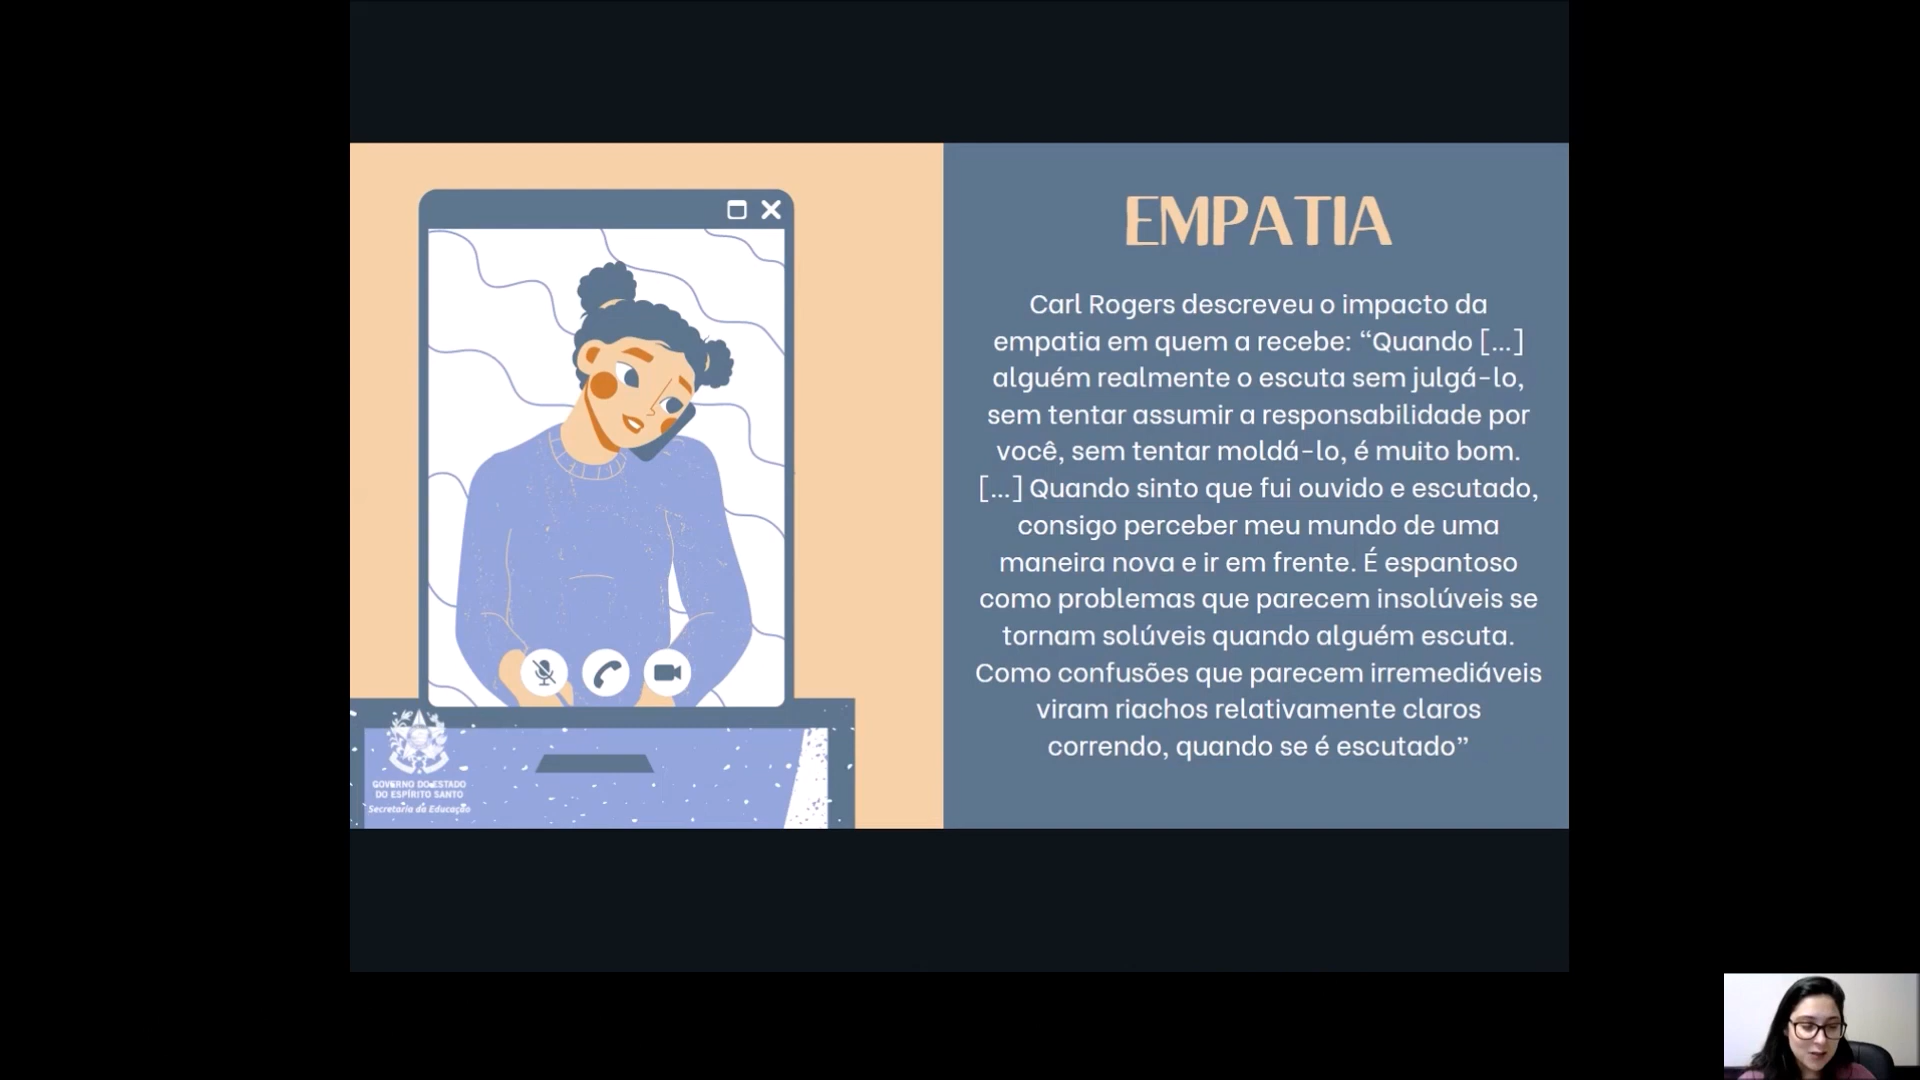 EMPATIA
Carl Rogers descreveu o impacto da
empatia em quem a recebe: “Quando [...]
alguém realmente o escuta sem julgá-lo,
sem tentar assumir a responsabilidade por
você, sem tentar moldá-lo, é muito bom.
[...] Quando sinto que fui ouvido e escutado,
consigo perceber meu mundo de uma
maneira nova e ir em frente. É espantoso
como problemas que parecem insolúveis se
tornam solúveis quando alguém escuta.
Como confusões que parecem irremediáveis
viram riachos relativamente claros
correndo, quando se é escutado”
GOVERNO DO ESTADO
DO ESPÍRITO SANTO
Secretaria da Educação